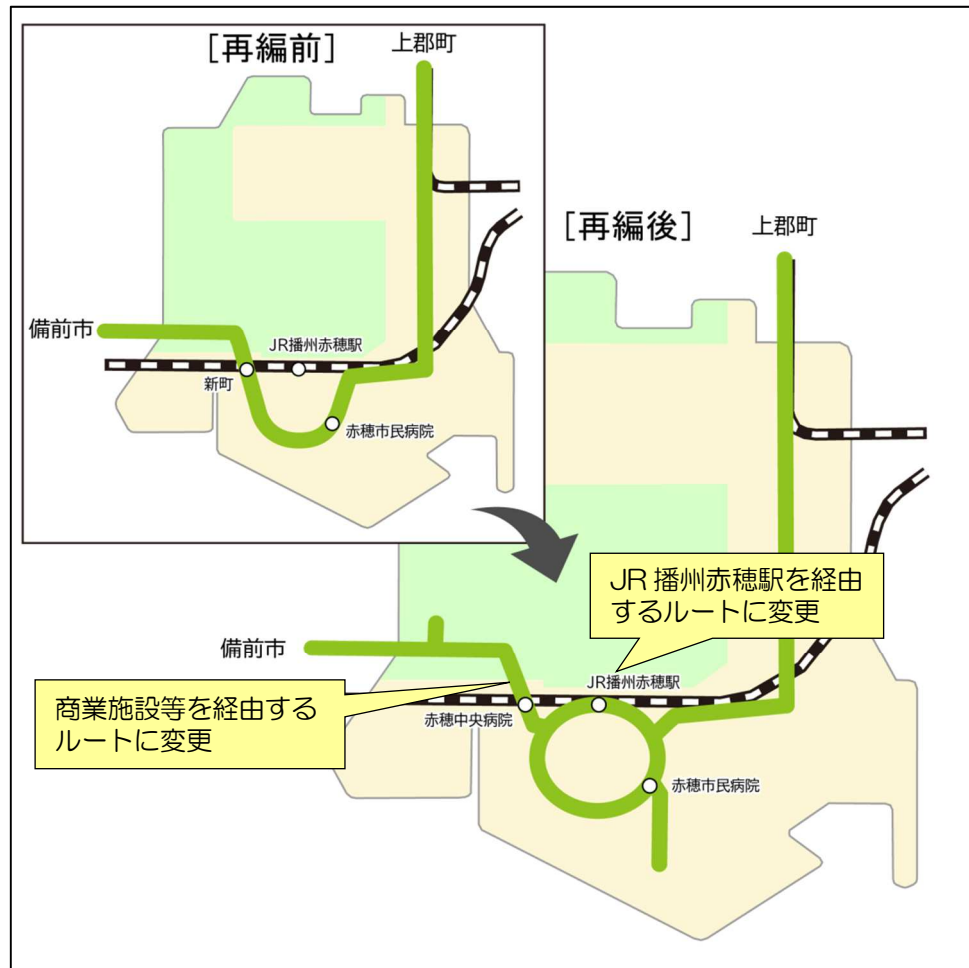 [再編前]
上郡町
備前市
JR播州赤穂駅
新町
赤穂市民病院
[再編後]
上郡町
JR 播州赤穂駅を経由
するルートに変更
備前市
JR播州赤穂駅
商業施設等を経由する
ルートに変更
赤穂中央病院
赤穂市民病院